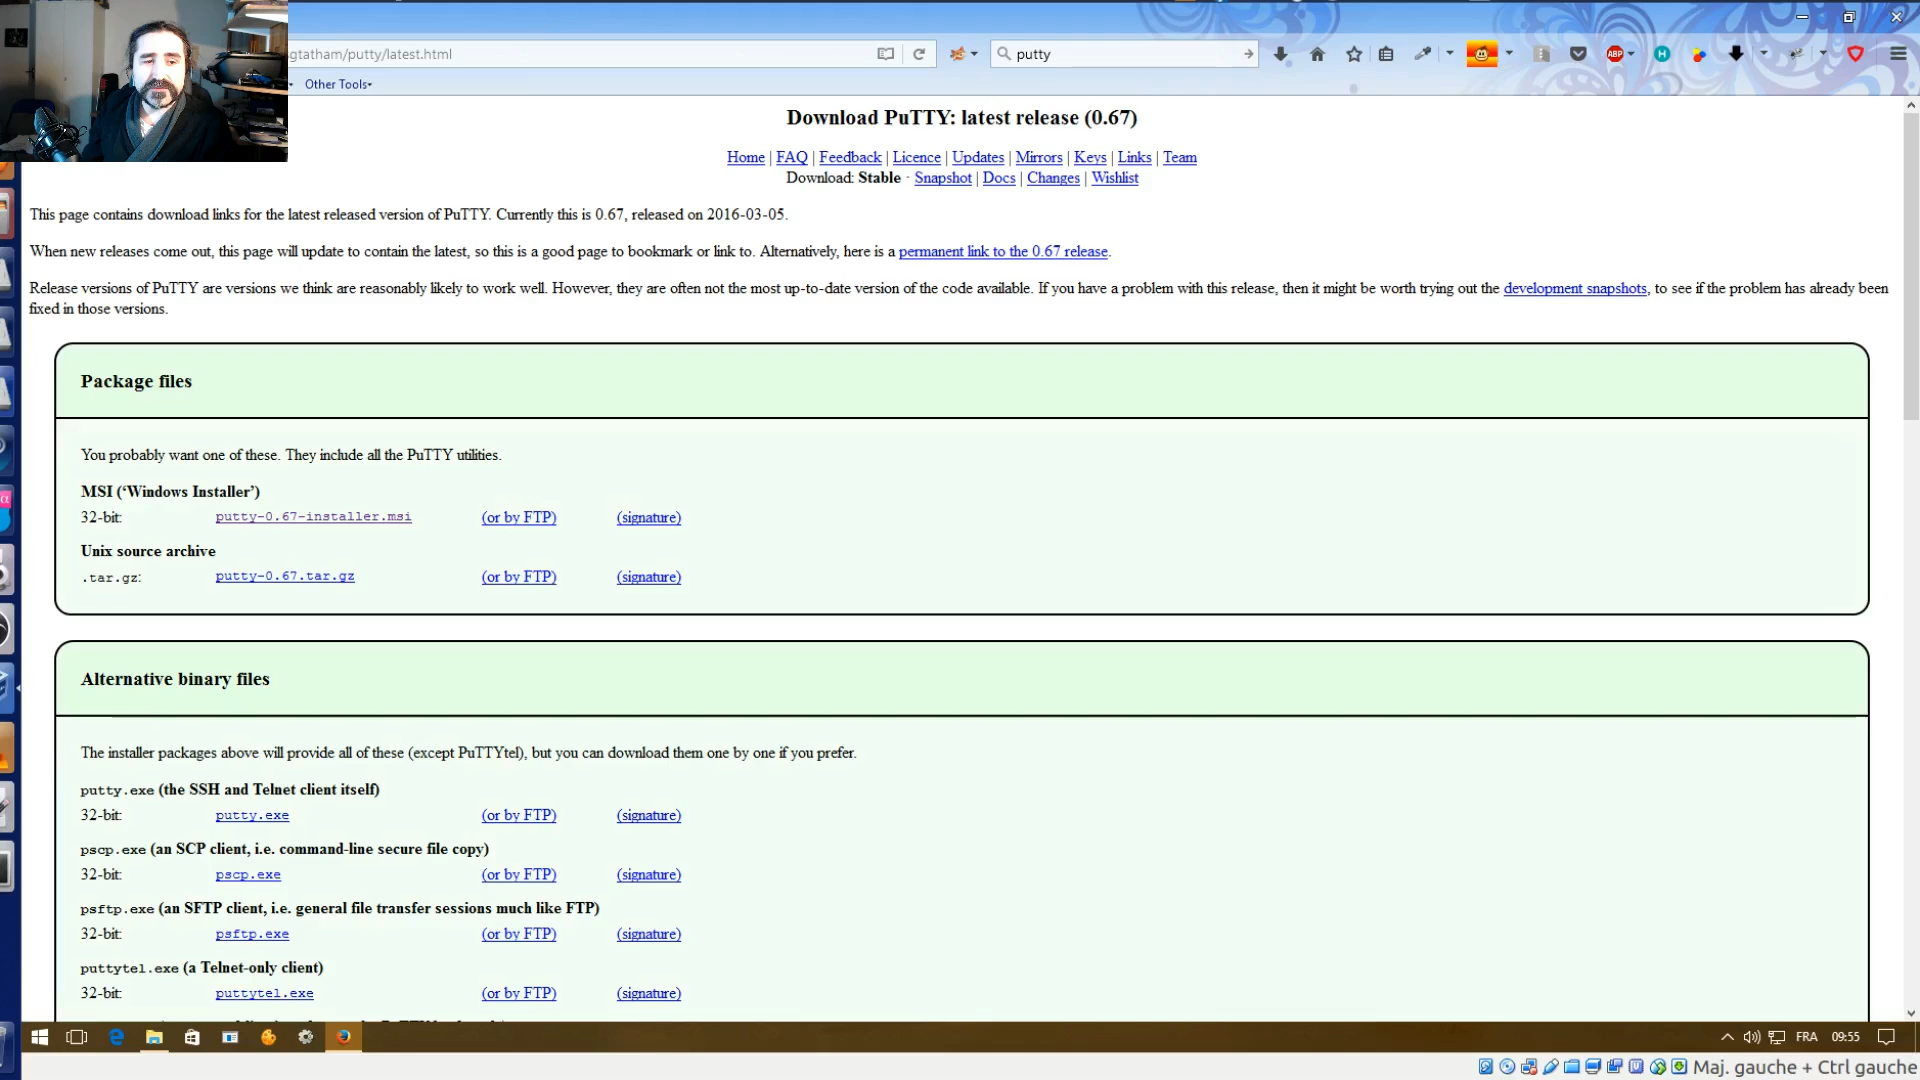 gtatham/putty/latest.html
putty
ABP
Other Tools
Download PuTTY: latest release (0.67)
Home | FAQ | Feedback | Licence | Updates | Mirrors | Keys | Links | Team
Download: Stable · Snapshot | Docs | Changes | Wishlist
This page contains download links for the latest released version of PuTTY. Currently this is 0.67, released on 2016-03-05.
When new releases come out, this page will update to contain the latest, so this is a good page to bookmark or link to. Alternatively, here is a permanent link to the 0.67 release.
Release versions of PuTTY are versions we think are reasonably likely to work well. However, they are often not the most up-to-date version of the code available. If you have a problem with this release, then it might be worth trying out the development snapshots, to see if the problem has already been
fixed in those versions.
Package files
You probably want one of these. They include all the PuTTY utilities.
MSI (‘Windows Installer’)
32-bit: putty-0.67-installer.msi (or by FTP) (signature)
Unix source archive
.tar.gz: putty-0.67.tar.gz (or by FTP) (signature)
Alternative binary files
The installer packages above will provide all of these (except PuTTYtel), but you can download them one by one if you prefer.
putty.exe (the SSH and Telnet client itself)
32-bit: putty.exe (or by FTP) (signature)
pscp.exe (an SCP client, i.e. command-line secure file copy)
32-bit: pscp.exe (or by FTP) (signature)
psftp.exe (an SFTP client, i.e. general file transfer sessions much like FTP)
32-bit: psftp.exe (or by FTP) (signature)
puttytel.exe (a Telnet-only client)
32-bit: puttytel.exe (or by FTP) (signature)
FRA 09:55
Maj. gauche + Ctrl gauche